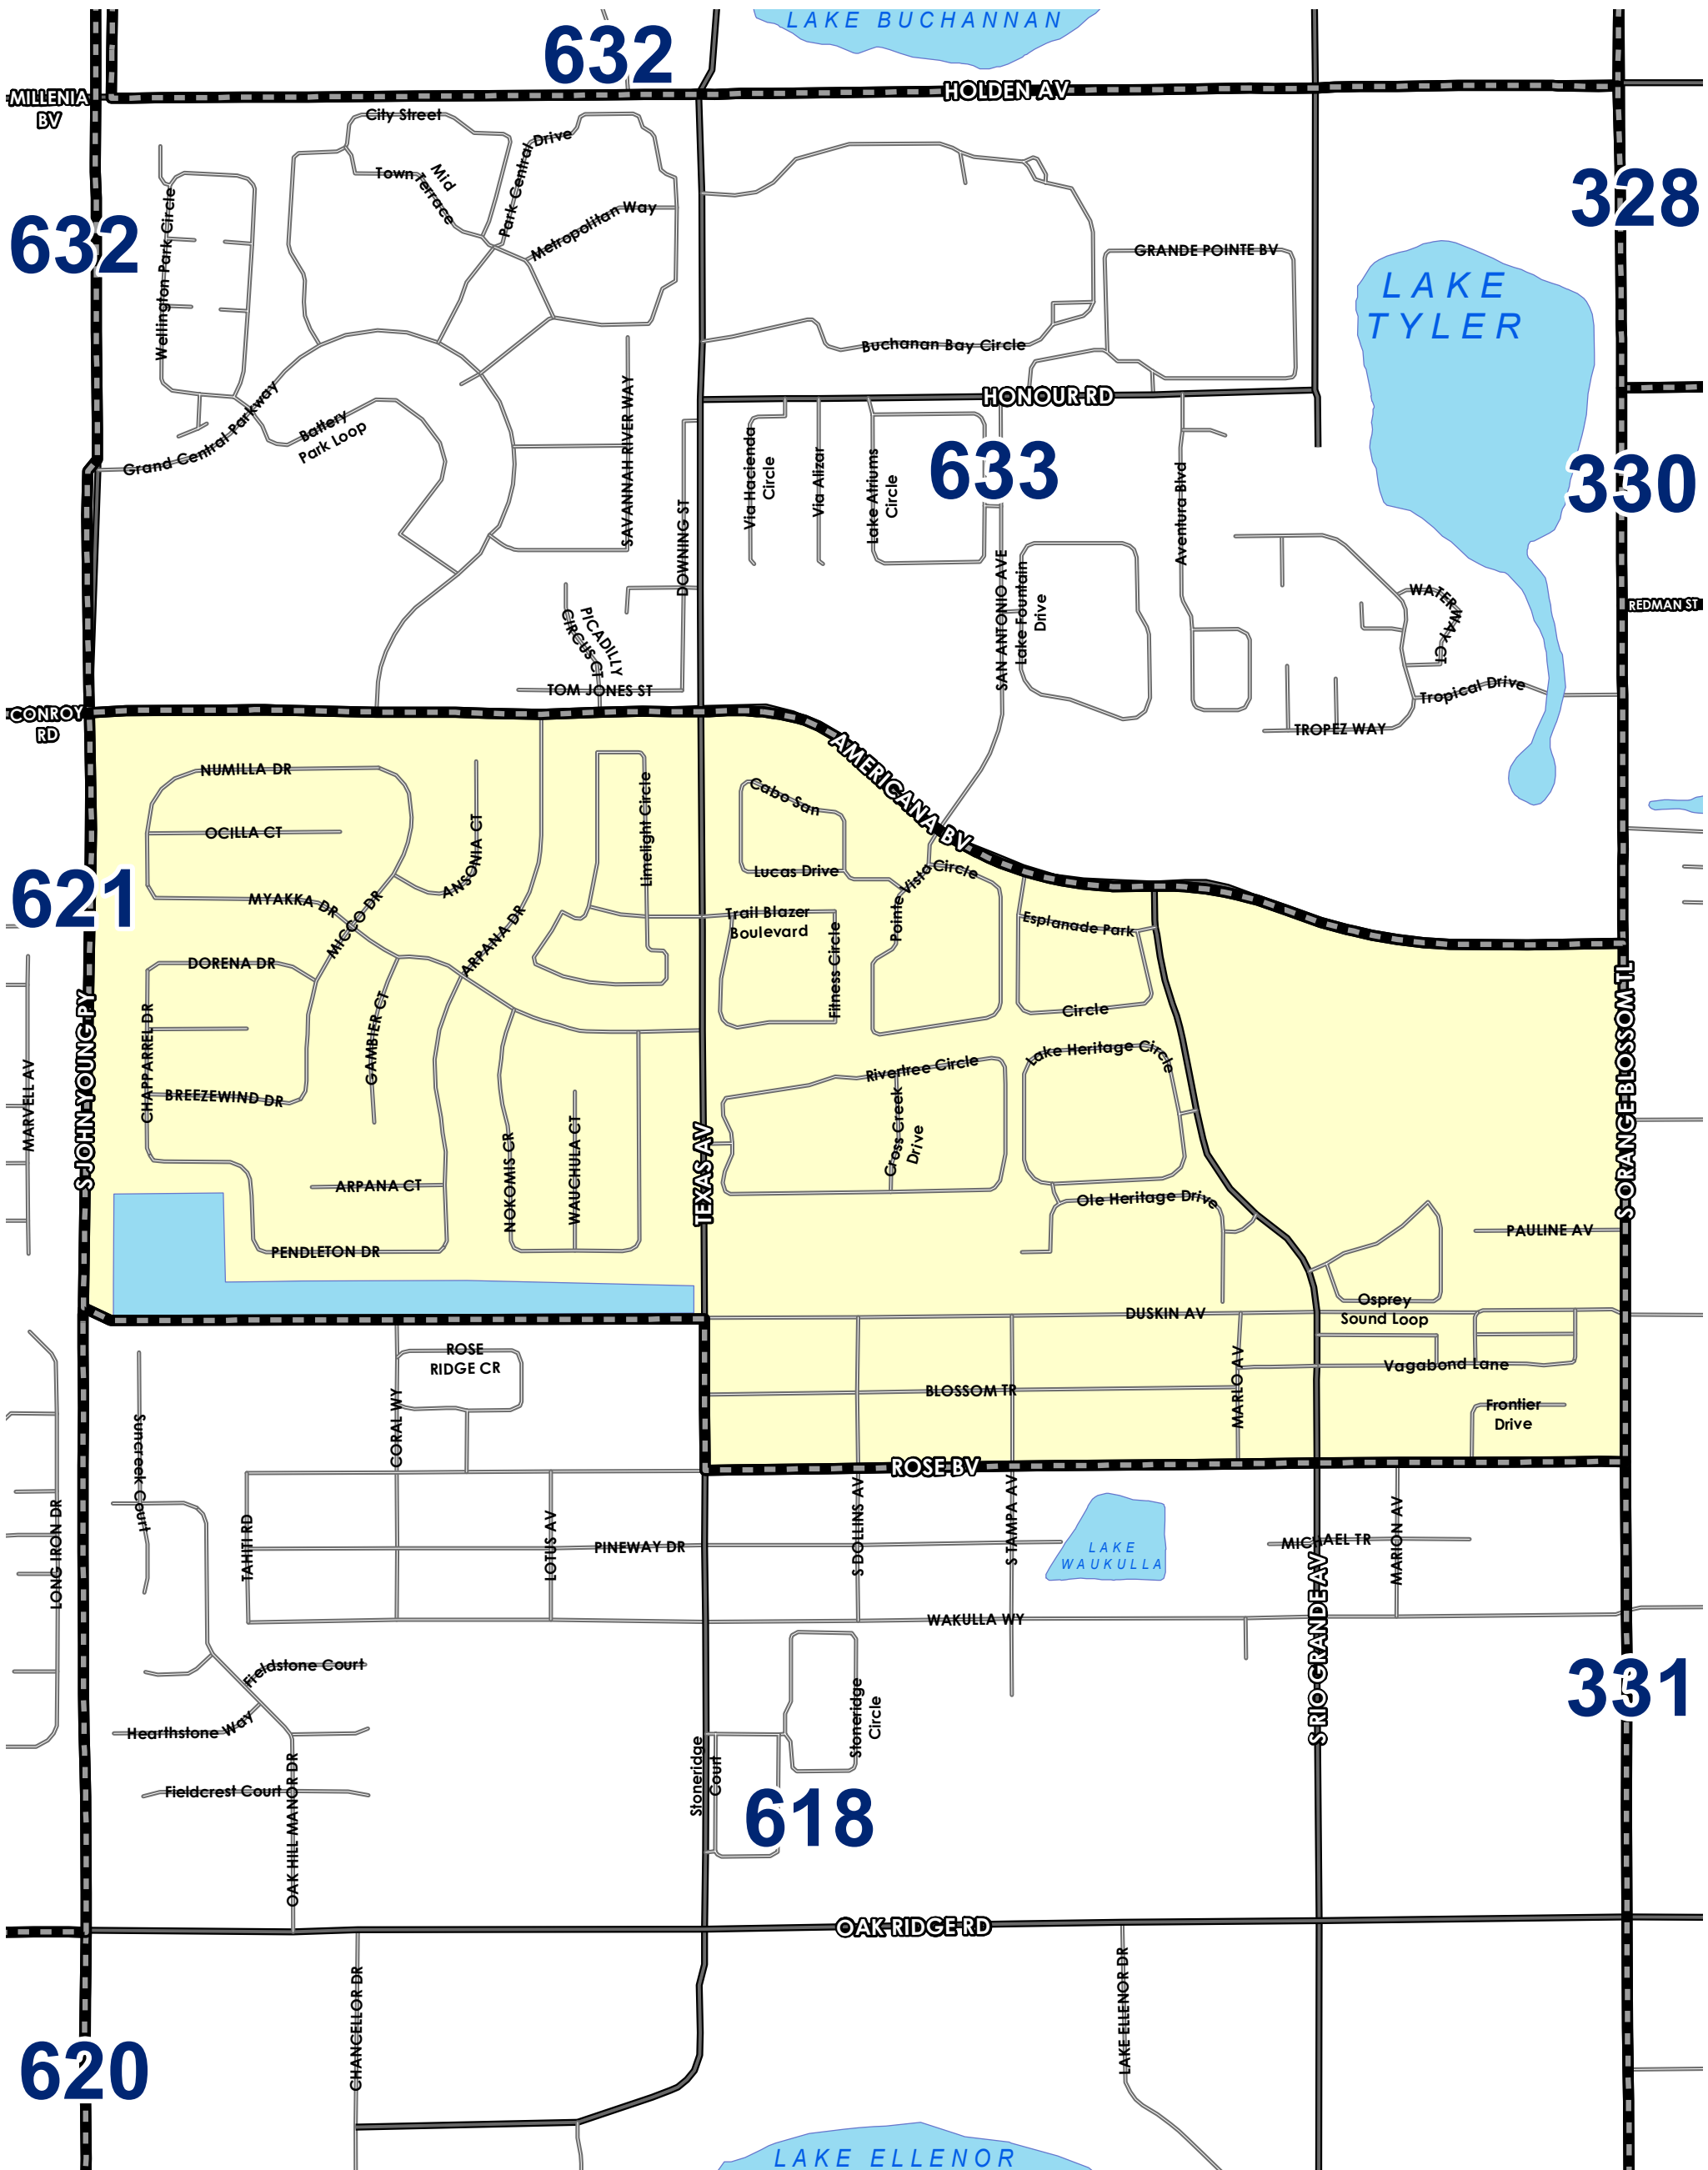 LAKE BUCHANNAN
632
HOLDEN AV
MILLENIA
BV
City Street
Park Central Drive
Mid
Town Terrace
Metropolitan Way
Wellington Park Circle
632
328
GRANDE POINTE BV
LAKE
TYLER
Buchanan Bay Circle
HONOUR RD
Grand Central Parkway
Battery
Park Loop
SAVANNAH RIVER WAY
DOWNING ST
Via Hacienda
Circle
Via Alizar
Lake Atriums
Circle
633
Aventura Blvd
330
SAN ANTONIO AVE
Lake Fountain
Drive
WATER WAY CT
REDMAN ST
PICADILLY
CIRCUS CT
TOM JONES ST
Tropical Drive
TROPEZ WAY
CONROY
RD
AMERICANA BV
NUMILLA DR
OCILLA CT
ANSONIA CT
Limelight Circle
Cabo San
Lucas Drive
Pointe Vista Circle
621
MYAKKA DR
MICCO DR
ARPANA DR
Trail Blazer
Boulevard
Esplanade Park
Circle
DORENA DR
Fitness Circle
S JOHN YOUNG PY
S ORANGE BLOSSOM TL
CHAPPARREL DR
GAMBIER CT
MARVELL AV
BREEZEWIND DR
Rivertree Circle
Lake Heritage Circle
Cross Creek
Drive
NOKOMIS CR
WAUCHULA CT
TEXAS AV
ARPANA CT
Ole Heritage Drive
PENDLETON DR
PAULINE AV
DUSKIN AV
Osprey
Sound Loop
ROSE
RIDGE CR
Vagabond Lane
BLOSSOM TR
MARLO AV
Frontier
Drive
CORAL WY
Suncreek Court
ROSE BV
LONG IRON DR
TAHITI RD
LOTUS AV
PINEWAY DR
S DOLLINS AV
S TAMPA AV
LAKE
WAUKULLA
MICHAEL TR
MARION AV
WAKULLA WY
S RIO GRANDE AV
Fieldstone Court
Hearthstone Way
Fieldcrest Court
OAK HILL MANOR DR
Stoneridge
Court
Stoneridge
Circle
331
618
OAK RIDGE RD
CHANCELLOR DR
LAKE ELLENOR DR
620
LAKE ELLENOR